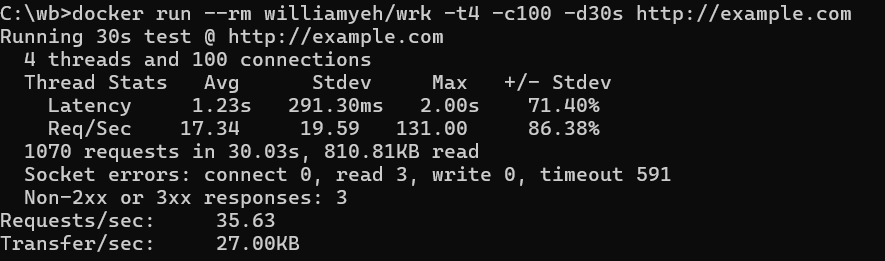 C:\wb>docker run --rm williamyeh/wrk -t4 -c100 -d30s http://example.com
Running 30s test @ http://example.com
  4 threads and 100 connections
  Thread Stats   Avg      Stdev     Max   +/- Stdev
    Latency     1.23s   291.30ms   2.00s    71.40%
    Req/Sec    17.34     19.59   131.00     86.38%
  1070 requests in 30.03s, 810.81KB read
  Socket errors: connect 0, read 3, write 0, timeout 591
  Non-2xx or 3xx responses: 3
Requests/sec:     35.63
Transfer/sec:     27.00KB